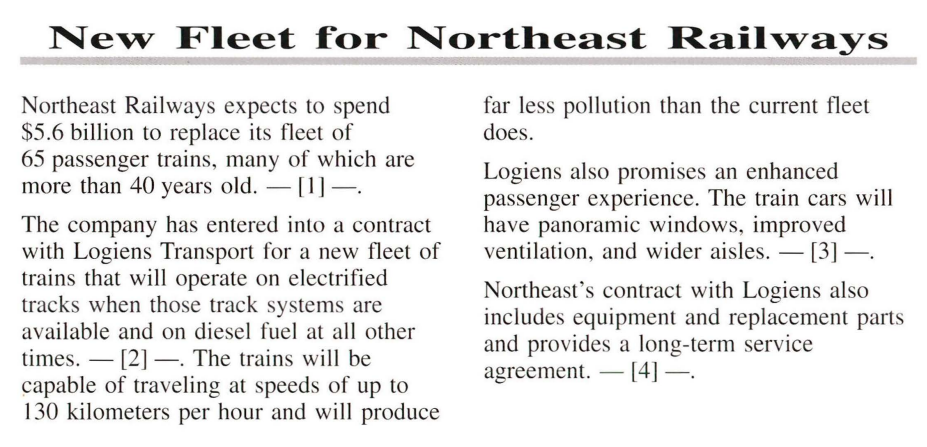 New Fleet for Northeast Railways
Northeast Railways expects to spend
$5.6 billion to replace its fleet of
65 passenger trains, many of which are
more than 40 years old. — [1] —.
The company has entered into a contract
with Logiens Transport for a new fleet of
trains that will operate on electrified
tracks when those track systems are
available and on diesel fuel at all other
times. — [2] —. The trains will be
capable of traveling at speeds of up to
130 kilometers per hour and will produce
far less pollution than the current fleet
does.
Logiens also promises an enhanced
passenger experience. The train cars will
have panoramic windows, improved
ventilation, and wider aisles. — [3] —.
Northeast's contract with Logiens also
includes equipment and replacement parts
and provides a long-term service
agreement. — [4] —.